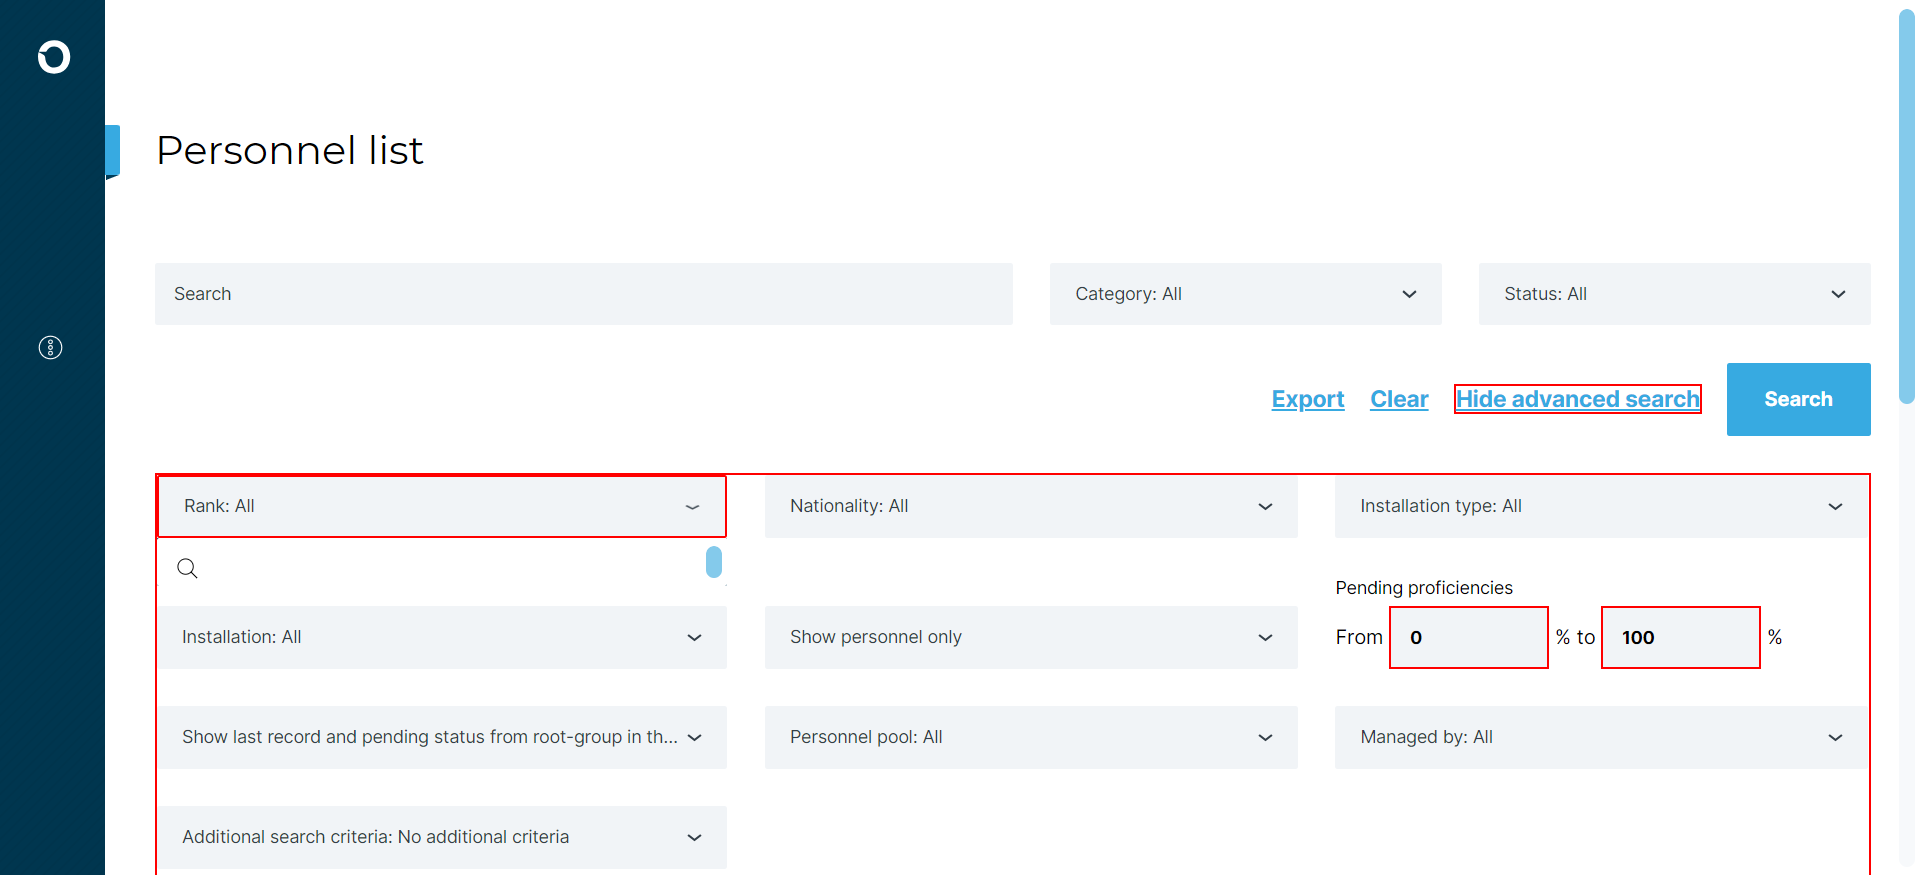 Personnel list
Search
Category: All
Status: All
Export
Clear
Hide advanced search
Search
Rank: All
Nationality: All
Installation type: All
Pending proficiencies
Installation: All
Show personnel only
From 0 % to 100 %
Show last record and pending status from root-group in th...
Personnel pool: All
Managed by: All
Additional search criteria: No additional criteria